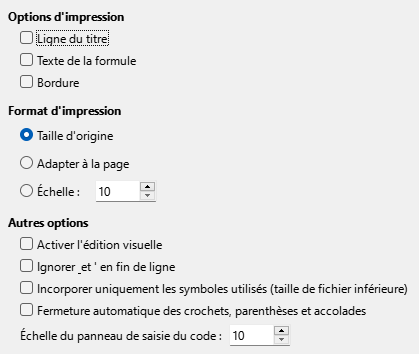 Options d'impression
Ligne du titre
Texte de la formule
Bordure
Format d'impression
Taille d'origine
Adapter à la page
Échelle : 10
Autres options
Activer l'édition visuelle
Ignorer _et ' en fin de ligne
Incorporer uniquement les symboles utilisés (taille de fichier inférieure)
Fermeture automatique des crochets, parenthèses et accolades
Échelle du panneau de saisie du code : 10